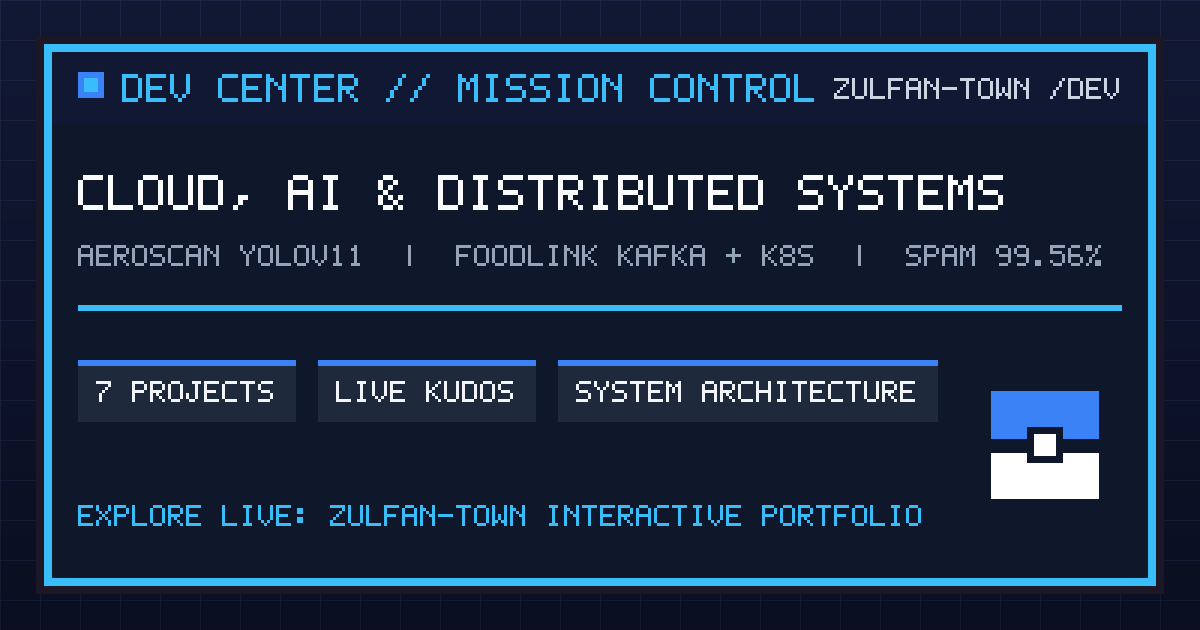 DEV CENTER // MISSION CONTROL ZULFAN-TOWN /DEV
CLOUD, AI & DISTRIBUTED SYSTEMS
AEROSCAN YOLOV11 | FOODLINK KAFKA + K8S | SPAM 99.56%
7 PROJECTS LIVE KUDOS SYSTEM ARCHITECTURE
EXPLORE LIVE: ZULFAN-TOWN INTERACTIVE PORTFOLIO